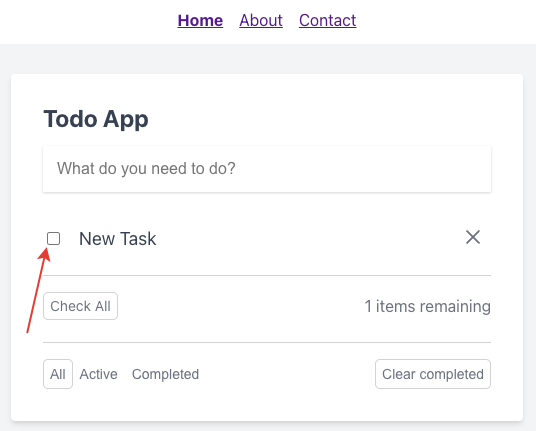 Home About Contact
Todo App
What do you need to do?
New Task
Check All 1 items remaining
All Active Completed Clear completed